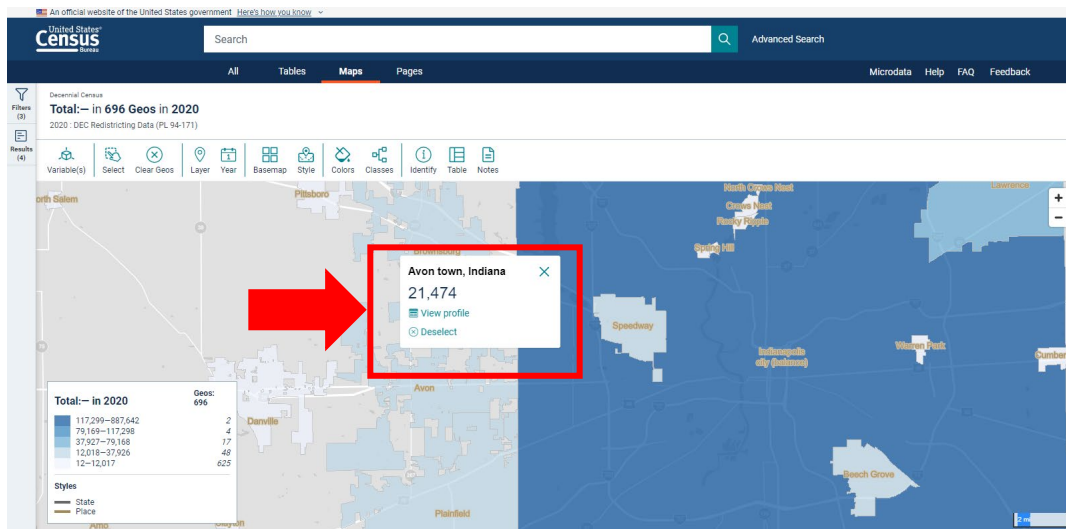 An official website of the United States government Here's how you know
United States®
Census
Bureau
Search
Advanced Search
All Tables Maps Pages
Microdata Help FAQ Feedback
Filters
(3)
Results
(4)
Decennial Census
Total:— in 696 Geos in 2020
2020 : DEC Redistricting Data (PL 94-171)
Variable(s) Select Clear Geos Layer Year Basemap Style Colors Classes Identify Table Notes
orth Salem
Pittsboro
North Crows Nest
Crows Nest
Rocky Ripple
Lawrence
+
−
Spring Hill
Brownsburg
Avon town, Indiana
21,474
View profile
Deselect
Speedway
Indianapolis
city (balance)
Warren Park
Cumber
Avon
Danville
Total:— in 2020
Geos:
696
117,299—887,642 2
79,169—117,298 4
37,927—79,168 17
12,018—37,926 48
12—12,017 625
Styles
State
Place
Beech Grove
Plainfield
Amo
Clayton
2 mi